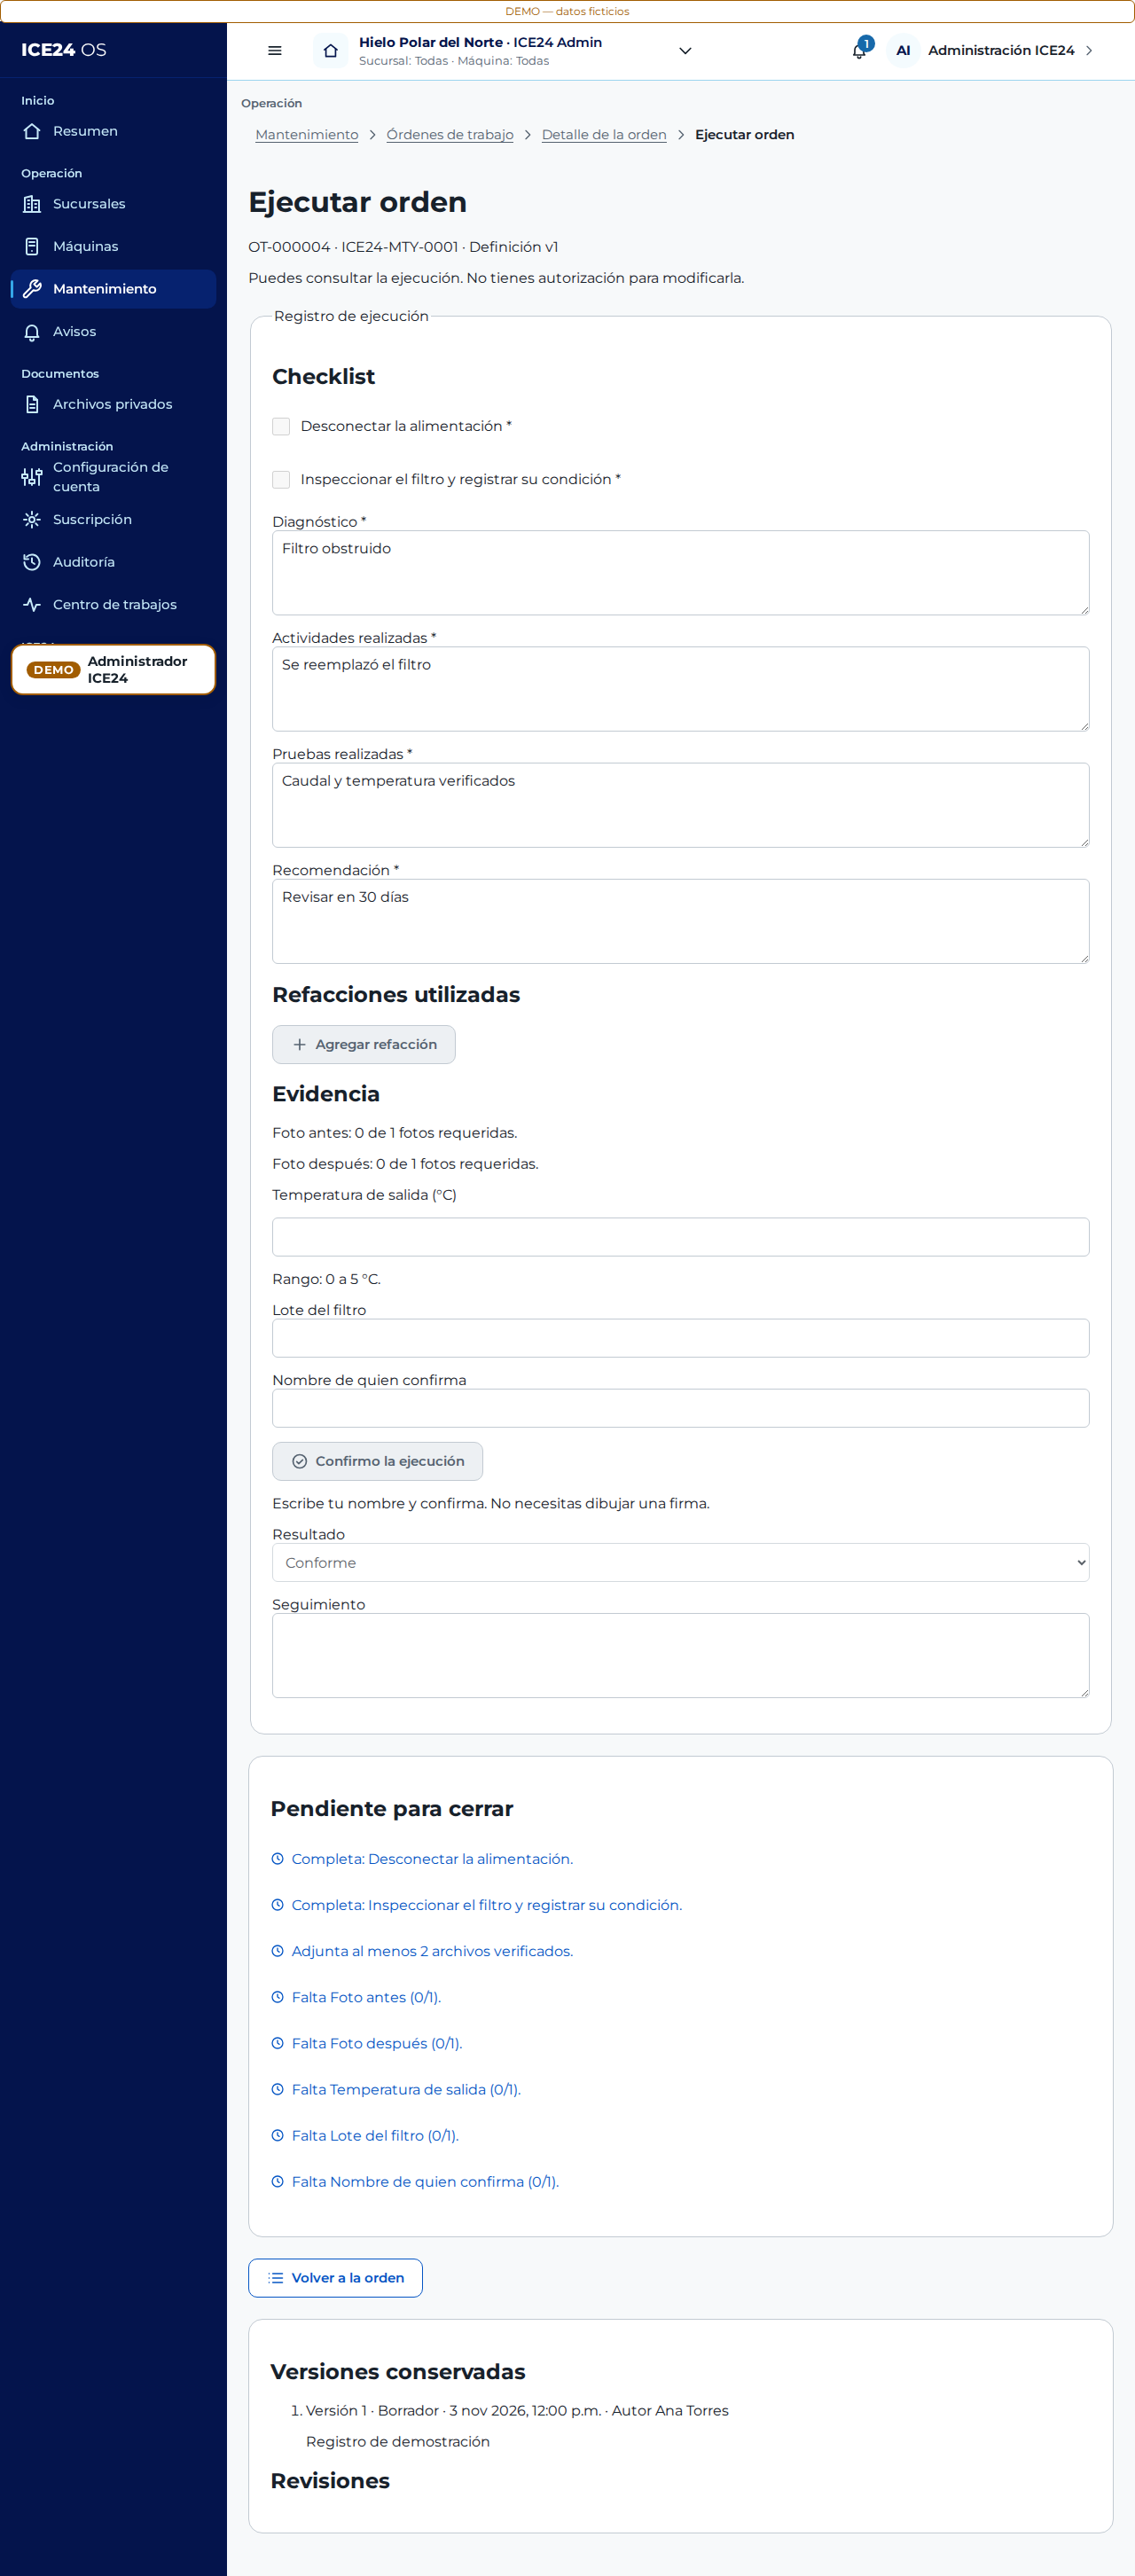 DEMO — datos ficticios
ICE24 OS
Hielo Polar del Norte · ICE24 Admin
Sucursal: Todas · Máquina: Todas
1
AI
Administración ICE24
Inicio
Resumen
Operación
Sucursales
Máquinas
Mantenimiento
Avisos
Documentos
Archivos privados
Administración
Configuración de
cuenta
Suscripción
Auditoría
Centro de trabajos
DEMO
Administrador
ICE24
Operación
Mantenimiento > Órdenes de trabajo > Detalle de la orden > Ejecutar orden
Ejecutar orden
OT-000004 · ICE24-MTY-0001 · Definición v1
Puedes consultar la ejecución. No tienes autorización para modificarla.
Registro de ejecución
Checklist
Desconectar la alimentación *
Inspeccionar el filtro y registrar su condición *
Diagnóstico *
Filtro obstruido
Actividades realizadas *
Se reemplazó el filtro
Pruebas realizadas *
Caudal y temperatura verificados
Recomendación *
Revisar en 30 días
Refacciones utilizadas
Agregar refacción
Evidencia
Foto antes: 0 de 1 fotos requeridas.
Foto después: 0 de 1 fotos requeridas.
Temperatura de salida (°C)
Rango: 0 a 5 °C.
Lote del filtro
Nombre de quien confirma
Confirmo la ejecución
Escribe tu nombre y confirma. No necesitas dibujar una firma.
Resultado
Conforme
Seguimiento
Pendiente para cerrar
Completa: Desconectar la alimentación.
Completa: Inspeccionar el filtro y registrar su condición.
Adjunta al menos 2 archivos verificados.
Falta Foto antes (0/1).
Falta Foto después (0/1).
Falta Temperatura de salida (0/1).
Falta Lote del filtro (0/1).
Falta Nombre de quien confirma (0/1).
Volver a la orden
Versiones conservadas
1. Versión 1 · Borrador · 3 nov 2026, 12:00 p.m. · Autor Ana Torres
Registro de demostración
Revisiones